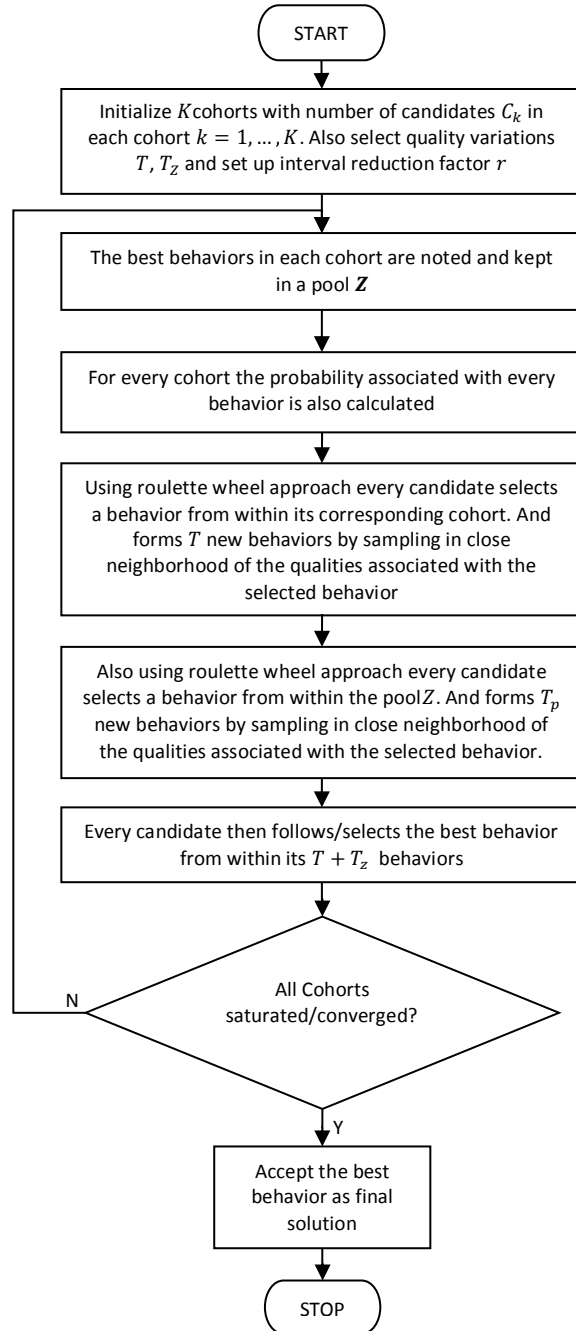 START
Initialize Kcohorts with number of candidates C_k in
each cohort k = 1, … , K. Also select quality variations
T, T_Z and set up interval reduction factor r
The best behaviors in each cohort are noted and kept
in a pool Z
For every cohort the probability associated with every
behavior is also calculated
Using roulette wheel approach every candidate selects
a behavior from within its corresponding cohort. And
forms T new behaviors by sampling in close
neighborhood of the qualities associated with the
selected behavior
Also using roulette wheel approach every candidate
selects a behavior from within the poolZ. And forms T_p
new behaviors by sampling in close neighborhood of
the qualities associated with the selected behavior.
Every candidate then follows/selects the best behavior
from within its T + T_z behaviors
N
All Cohorts
saturated/converged?
Y
Accept the best
behavior as final
solution
STOP